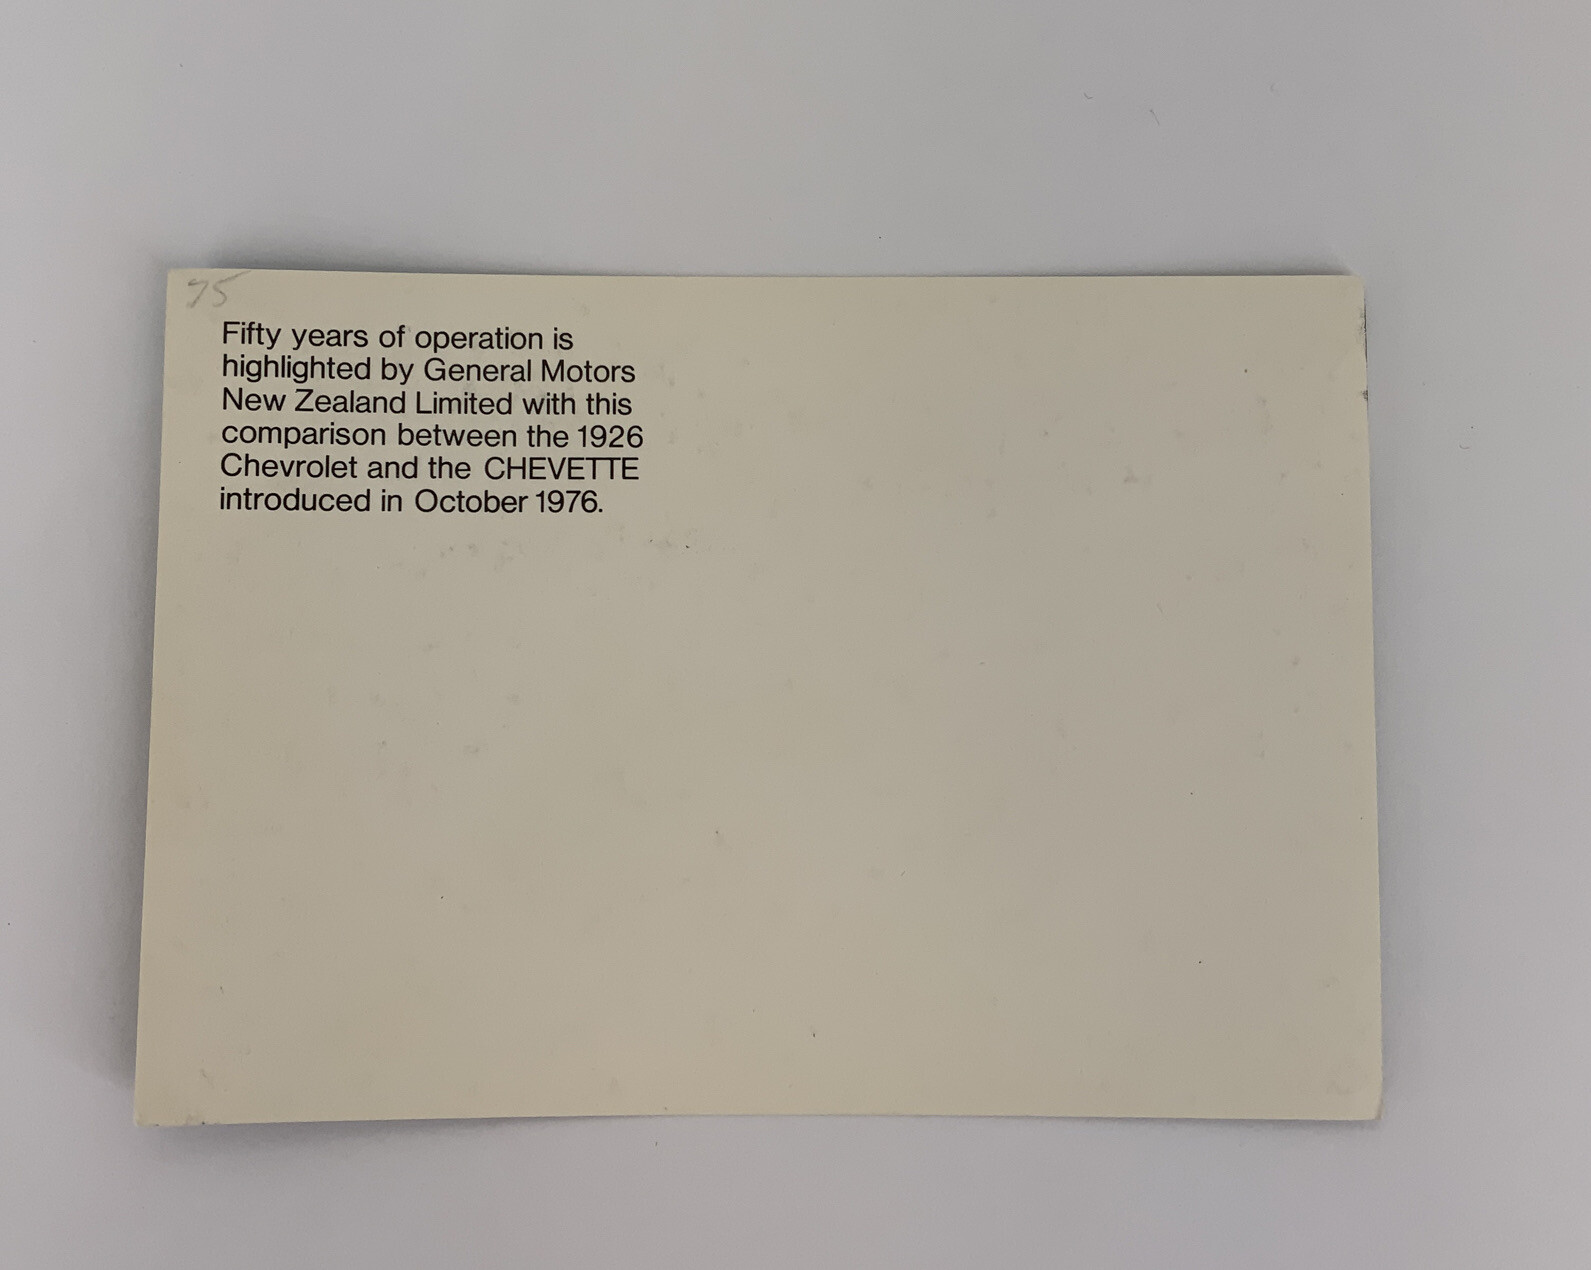 75
Fifty years of operation is
highlighted by General Motors
New Zealand Limited with this
comparison between the 1926
Chevrolet and the CHEVETTE
introduced in October 1976.